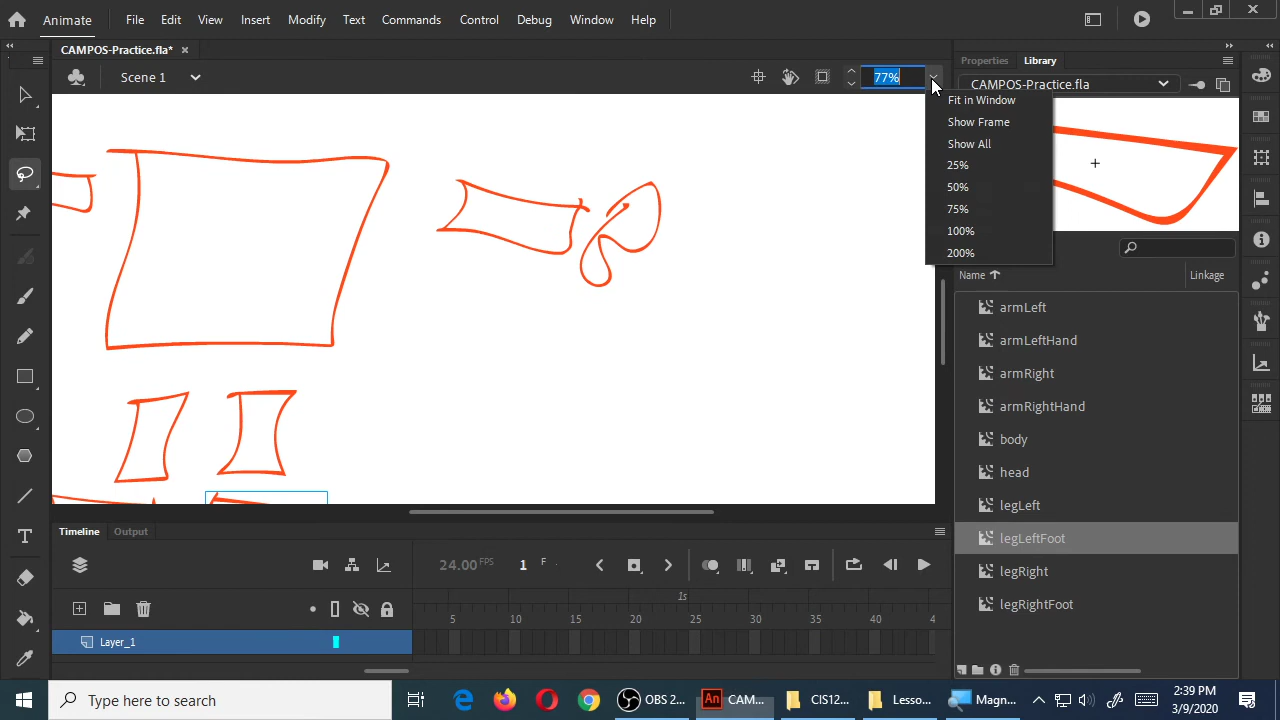 File Edit View Insert Modify Text Commands Control Debug Window Help
Animate
CAMPOS-Practice.fla*
Scene 1
77%
Fit in Window
Show Frame
Show All
25%
50%
75%
100%
200%
Properties Library
CAMPOS-Practice.fla
Name Linkage
armLeft
armLeftHand
armRight
armRightHand
body
head
legLeft
legLeftFoot
legRight
legRightFoot
Timeline Output
24.00 FPS 1 F
1s
5 10 15 20 25 30 35 40 4
Layer_1
Type here to search
OBS 2...
An CAM...
CIS12...
Lesso...
Magn...
2:39 PM
3/9/2020